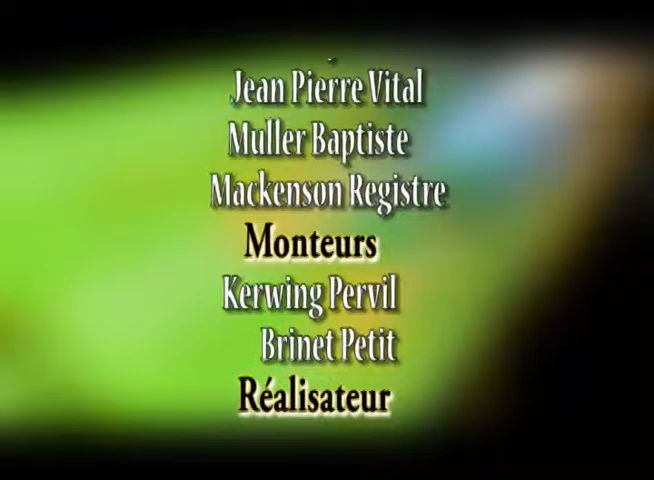 Jean Pierre Vital
Muller Baptiste
Mackenson Registre
Monteurs
Kerwing Pervil
Brinet Petit
Réalisateur